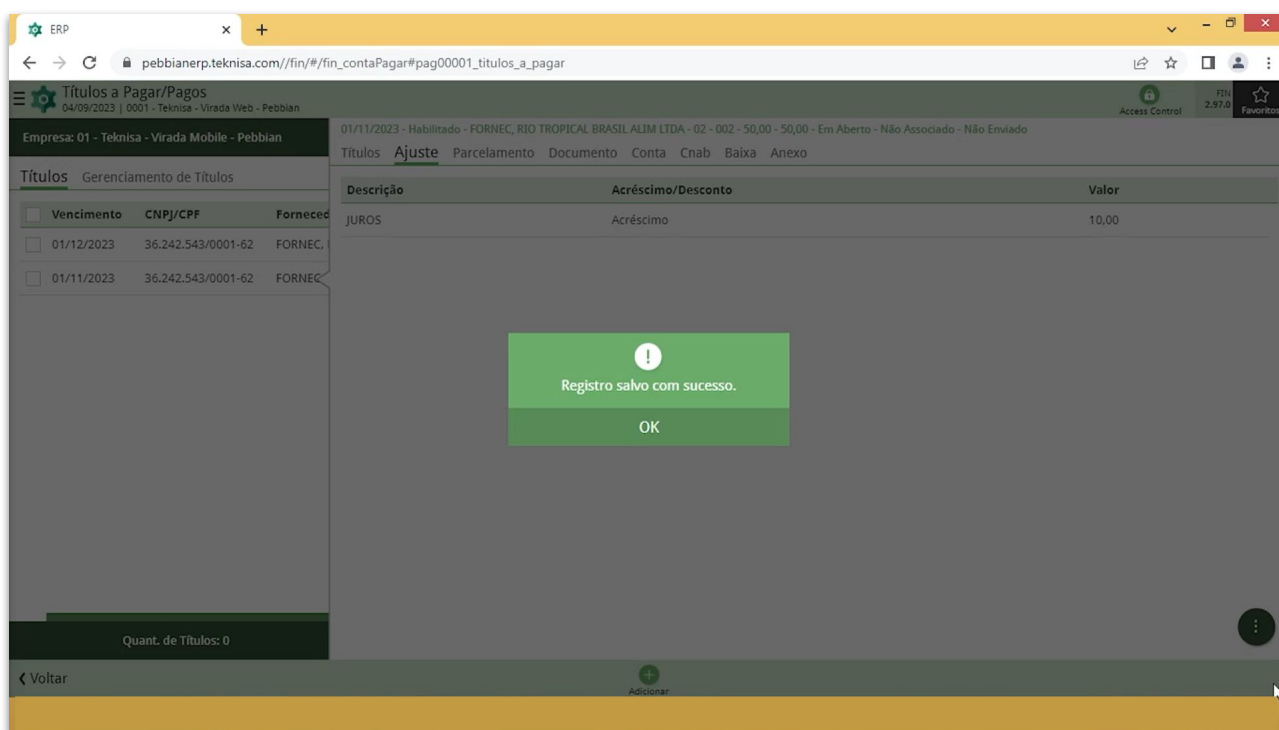 ERP
pebbianerp.teknisa.com//fin/#/fin_contaPagar#pag00001_titulos_a_pagar
Títulos a Pagar/Pagos
04/09/2023 | 0001 - Teknisa - Virada Web - Pebbian
Access Control
FIN
2.97.0
Favoritos
Empresa: 01 - Teknisa - Virada Mobile - Pebbian
01/11/2023 - Habilitado - FORNEC, RIO TROPICAL BRASIL ALIM LTDA - 02 - 002 - 50,00 - 50,00 - Em Aberto - Não Associado - Não Enviado
Títulos Ajuste Parcelamento Documento Conta Cnab Baixa Anexo
Títulos Gerenciamento de Títulos
Descrição Acréscimo/Desconto Valor
JUROS Acréscimo 10,00
Vencimento CNPJ/CPF Forneced
01/12/2023 36.242.543/0001-62 FORNEC,
01/11/2023 36.242.543/0001-62 FORNEC
Registro salvo com sucesso.
OK
Quant. de Títulos: 0
Voltar
Adicionar